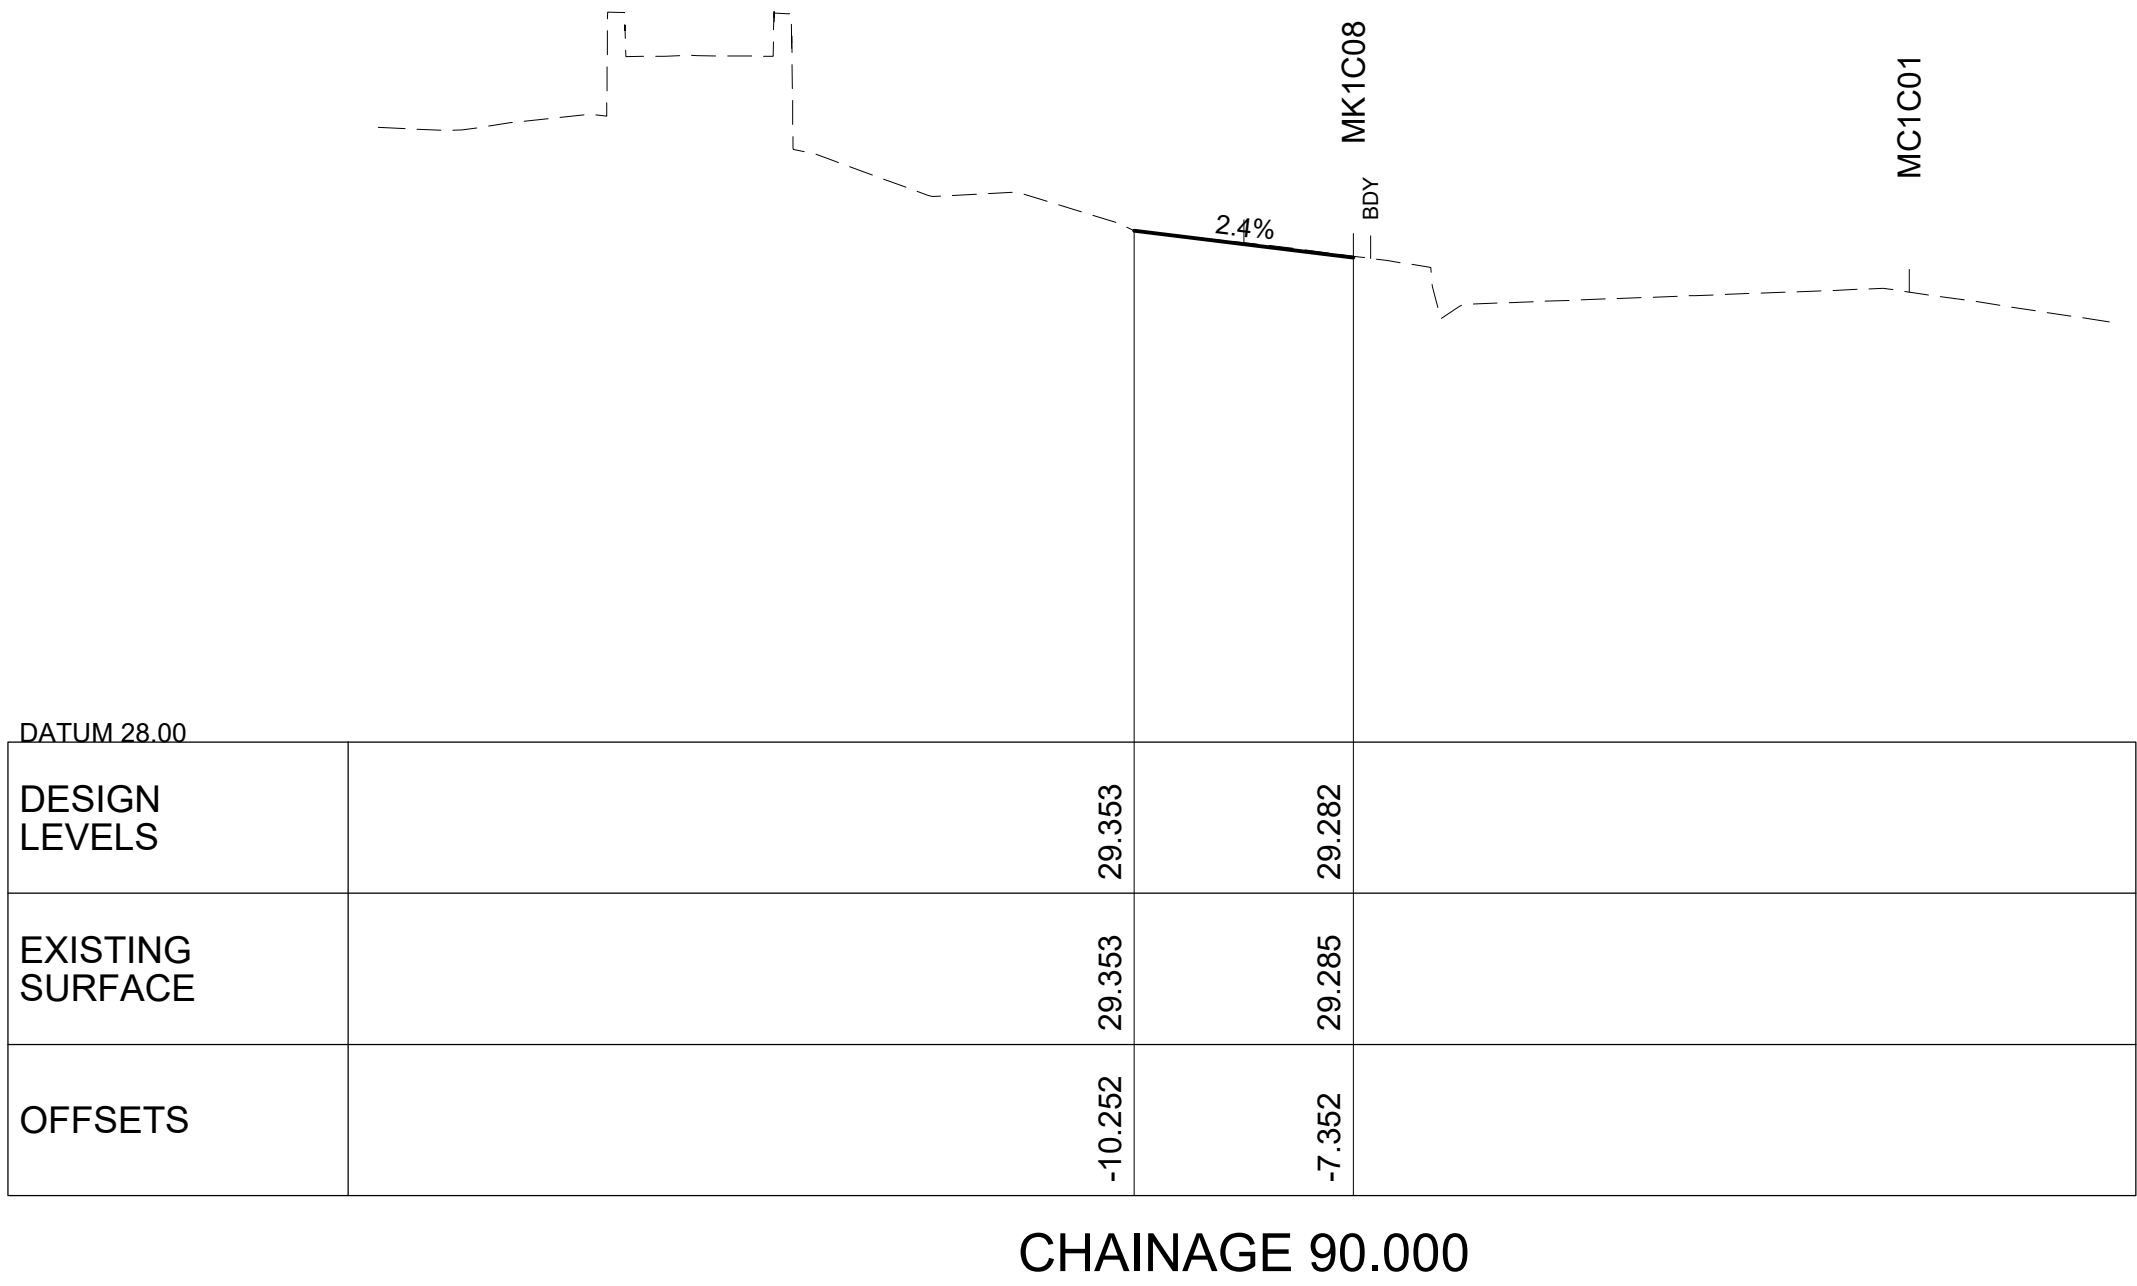 MK1C08
MC1C01
BDY
2.4%
DATUM 28.00
DESIGN
LEVELS
29.353
29.282
EXISTING
SURFACE
29.353
29.285
OFFSETS
-10.252
-7.352
CHAINAGE 90.000